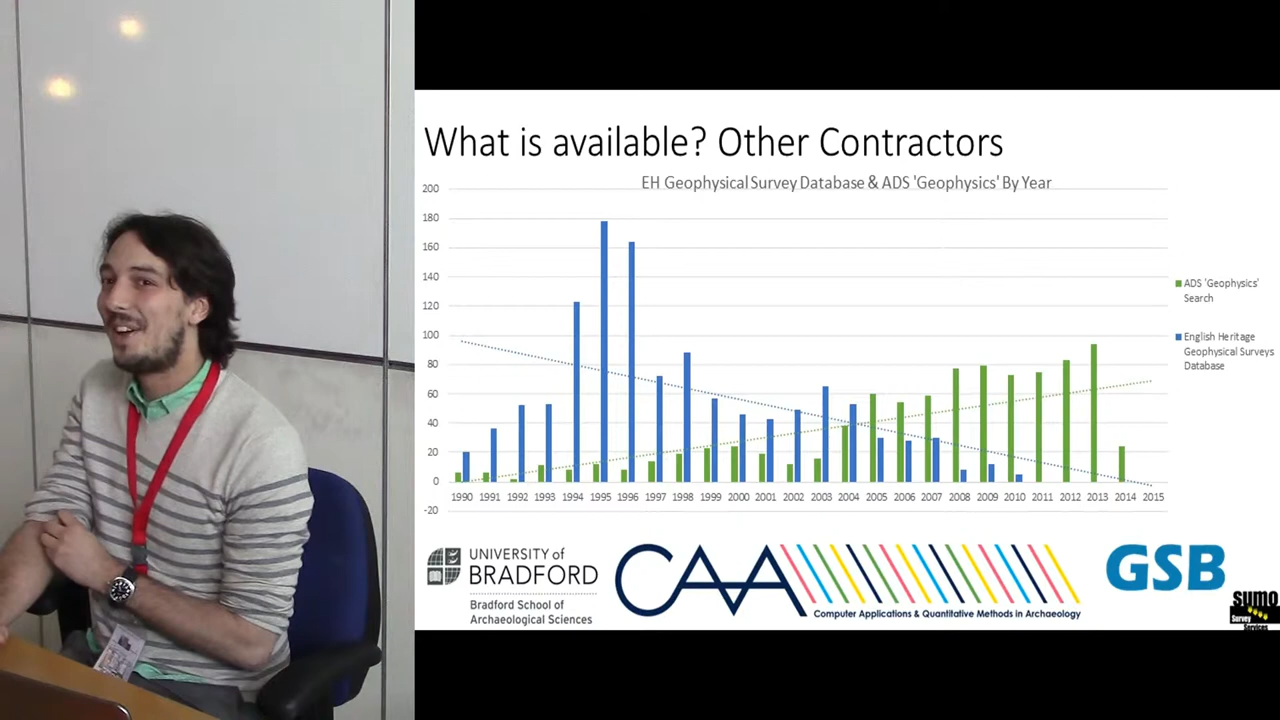 What is available? Other Contractors
EH Geophysical Survey Database & ADS 'Geophysics' By Year
200
180
160
140
120
100
80
60
40
20
0
-20
1990 1991 1992 1993 1994 1995 1996 1997 1998 1999 2000 2001 2002 2003 2004 2005 2006 2007 2008 2009 2010 2011 2012 2013 2014 2015
ADS 'Geophysics'
Search
English Heritage
Geophysical Surveys
Database
UNIVERSITY of
BRADFORD
Bradford School of
Archaeological Sciences
CAA
Computer Applications & Quantitative Methods in Archaeology
GSB
sumo
Survey
Services